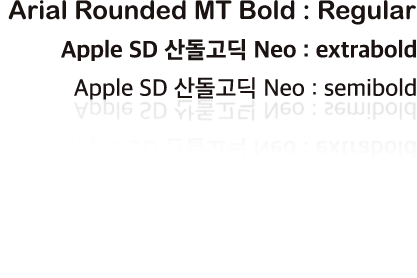 Arial Rounded MT Bold : Regular
Apple SD 산돌고딕 Neo : extrabold
Apple SD 산돌고딕 Neo : semibold